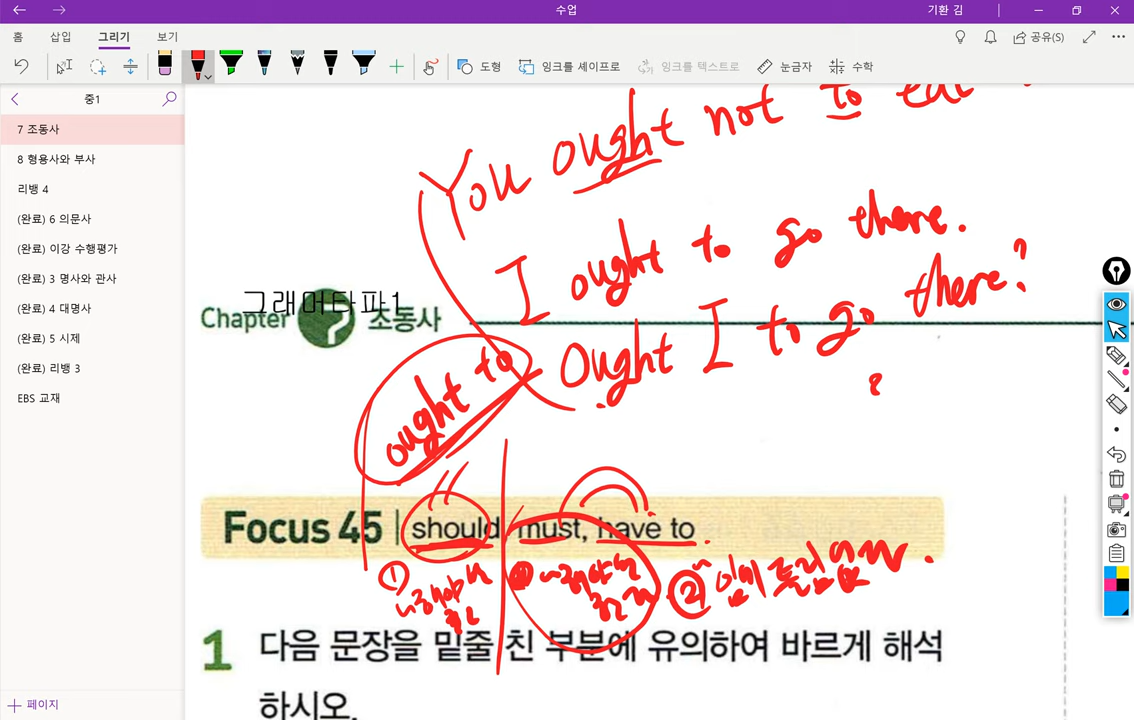 수업
기환 김
홈 삽입 그리기 보기
공유(S)
도형 잉크를 셰이프로 잉크를 텍스트로 눈금자 수학
중1
7 조동사
8 형용사와 부사
리뱅 4
(완료) 6 의문사
(완료) 이강 수행평가
(완료) 3 명사와 관사
(완료) 4 대명사
(완료) 5 시제
(완료) 리뱅 3
EBS 교재
페이지
You ought not to eat
I ought to go there.
Ought I to go there?
?
그래머타파1
Chapter 7 조동사
ought to
Focus 45 should must, have to
①
②
1 다음 문장을 밑줄 친 부분에 유의하여 바르게 해석
하시오.